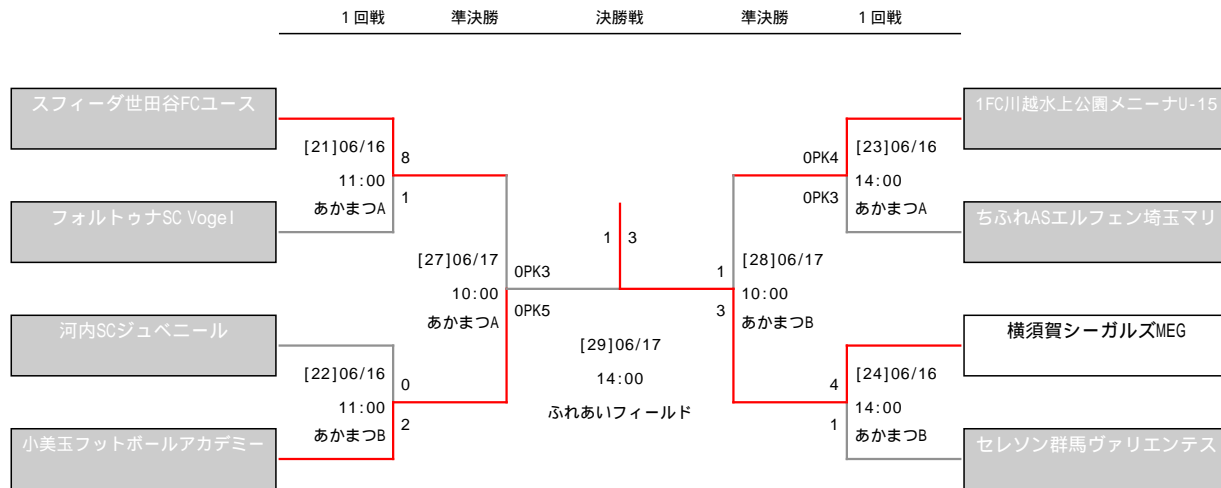 1回戦 準決勝 決勝戦 準決勝 1回戦
スフィーダ世田谷FCユース
[21]06/16
8
11:00
1
あかまつA
フォルトゥナSC Vogel
[27]06/17
0PK3
10:00
0PK5
あかまつA
河内SCジュベニール
[22]06/16
0
11:00
2
あかまつB
小美玉フットボールアカデミー
1 3
[29]06/17
14:00
ふれあいフィールド
1FC川越水上公園メニーナU-15
0PK4
[23]06/16
14:00
0PK3
あかまつA
ちふれASエルフェン埼玉マリ
1
[28]06/17
10:00
3
あかまつB
横須賀シーガルズMEG
4
[24]06/16
14:00
1
あかまつB
セレソン群馬ヴァリエンテス